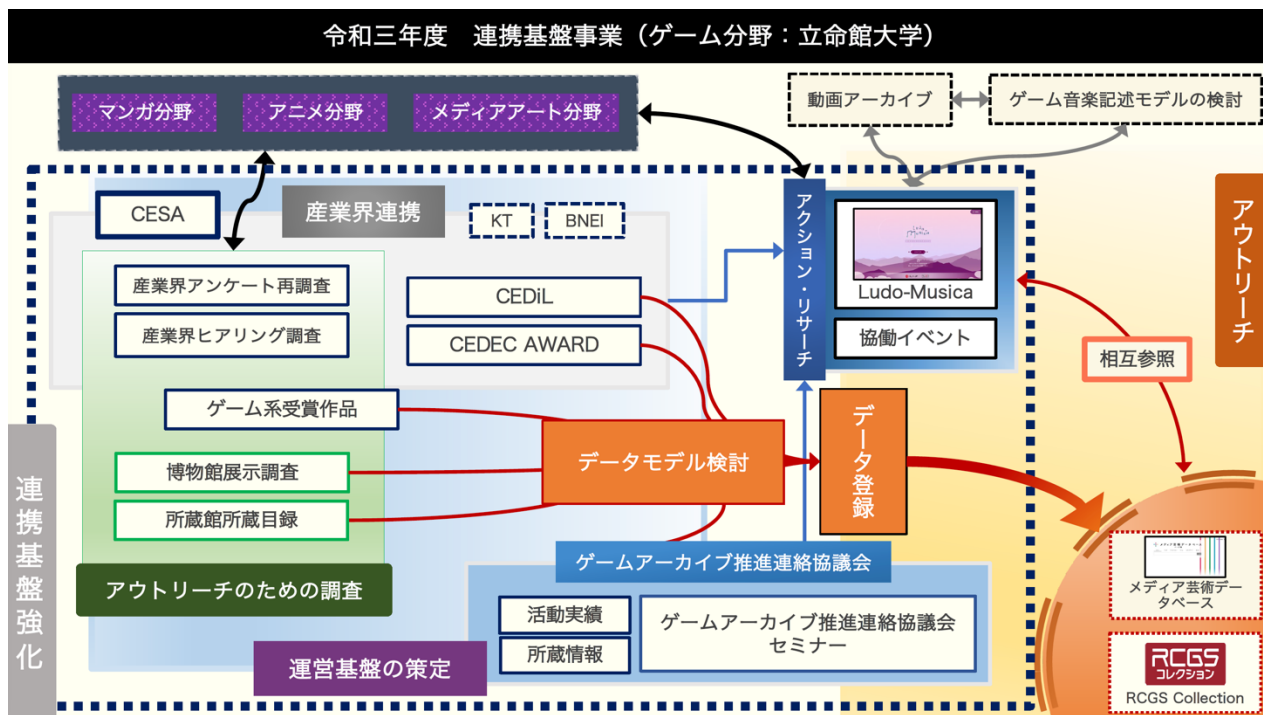 令和三年度　連携基盤事業（ゲーム分野：立命館大学）
マンガ分野
アニメ分野
メディアアート分野
動画アーカイブ
ゲーム音楽記述モデルの検討
CESA
産業界連携
KT
BNEI
産業界アンケート再調査
産業界ヒアリング調査
CEDiL
CEDEC AWARD
アクション・リサーチ
Ludo-Musica
協働イベント
アウトリーチ
相互参照
ゲーム系受賞作品
博物館展示調査
所蔵館所蔵目録
アウトリーチのための調査
データモデル検討
データ登録
連携基盤強化
ゲームアーカイブ推進連絡協議会
活動実績
所蔵情報
ゲームアーカイブ推進連絡協議会
セミナー
運営基盤の策定
メディア芸術デー
タベース
RCGS
コレクション
RCGS Collection